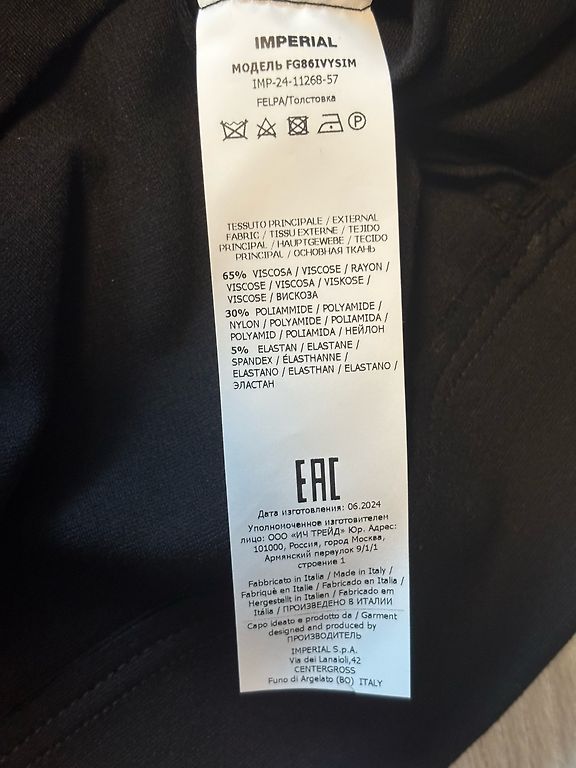 IMPERIAL
МОДЕЛЬ FG86IVYSIM
IMP-24-11268-57
FELPA/Толстовка
P
TESSUTO PRINCIPALE / EXTERNAL
FABRIC / TISSU EXTERNE / TEJIDO
PRINCIPAL / HAUPTGEWEBE / TECIDO
PRINCIPAL / ОСНОВНАЯ ТКАНЬ
65% VISCOSA / VISCOSE / RAYON /
VISCOSE / VISCOSA / VISKOSE /
VISCOSE / ВИСКОЗА
30% POLIAMMIDE / POLYAMIDE /
NYLON / POLYAMIDE / POLIAMIDA /
POLYAMID / POLIAMIDA / НЕЙЛОН
5% ELASTAN / ELASTANE /
SPANDEX / ÉLASTHANNE /
ELASTANO / ELASTHAN / ELASTANO /
ЭЛАСТАН
EAC
Дата изготовления: 06.2024
Уполномоченное изготовителем
лицо: ООО «ИЧ ТРЕЙД» Юр. Адрес:
101000, Россия, город Москва,
Армянский переулок 9/1/1
строение 1
Fabbricato in Italia / Made in Italy /
Fabriqué en Italie / Fabricado en Italia /
Hergestellt in Italien / Fabricado em
Itália / ПРОИЗВЕДЕНО В ИТАЛИИ
Capo ideato e prodotto da / Garment
designed and produced by
ПРОИЗВОДИТЕЛЬ
IMPERIAL S.p.A.
Via dei Lanaioli,42
CENTERGROSS
Funo di Argelato (BO) ITALY